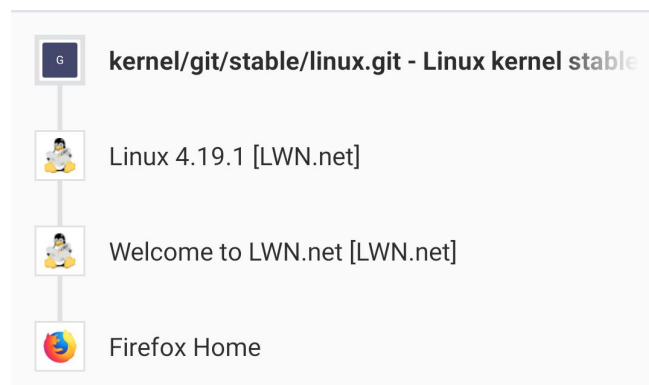 G
kernel/git/stable/linux.git - Linux kernel stable
Linux 4.19.1 [LWN.net]
Welcome to LWN.net [LWN.net]
Firefox Home